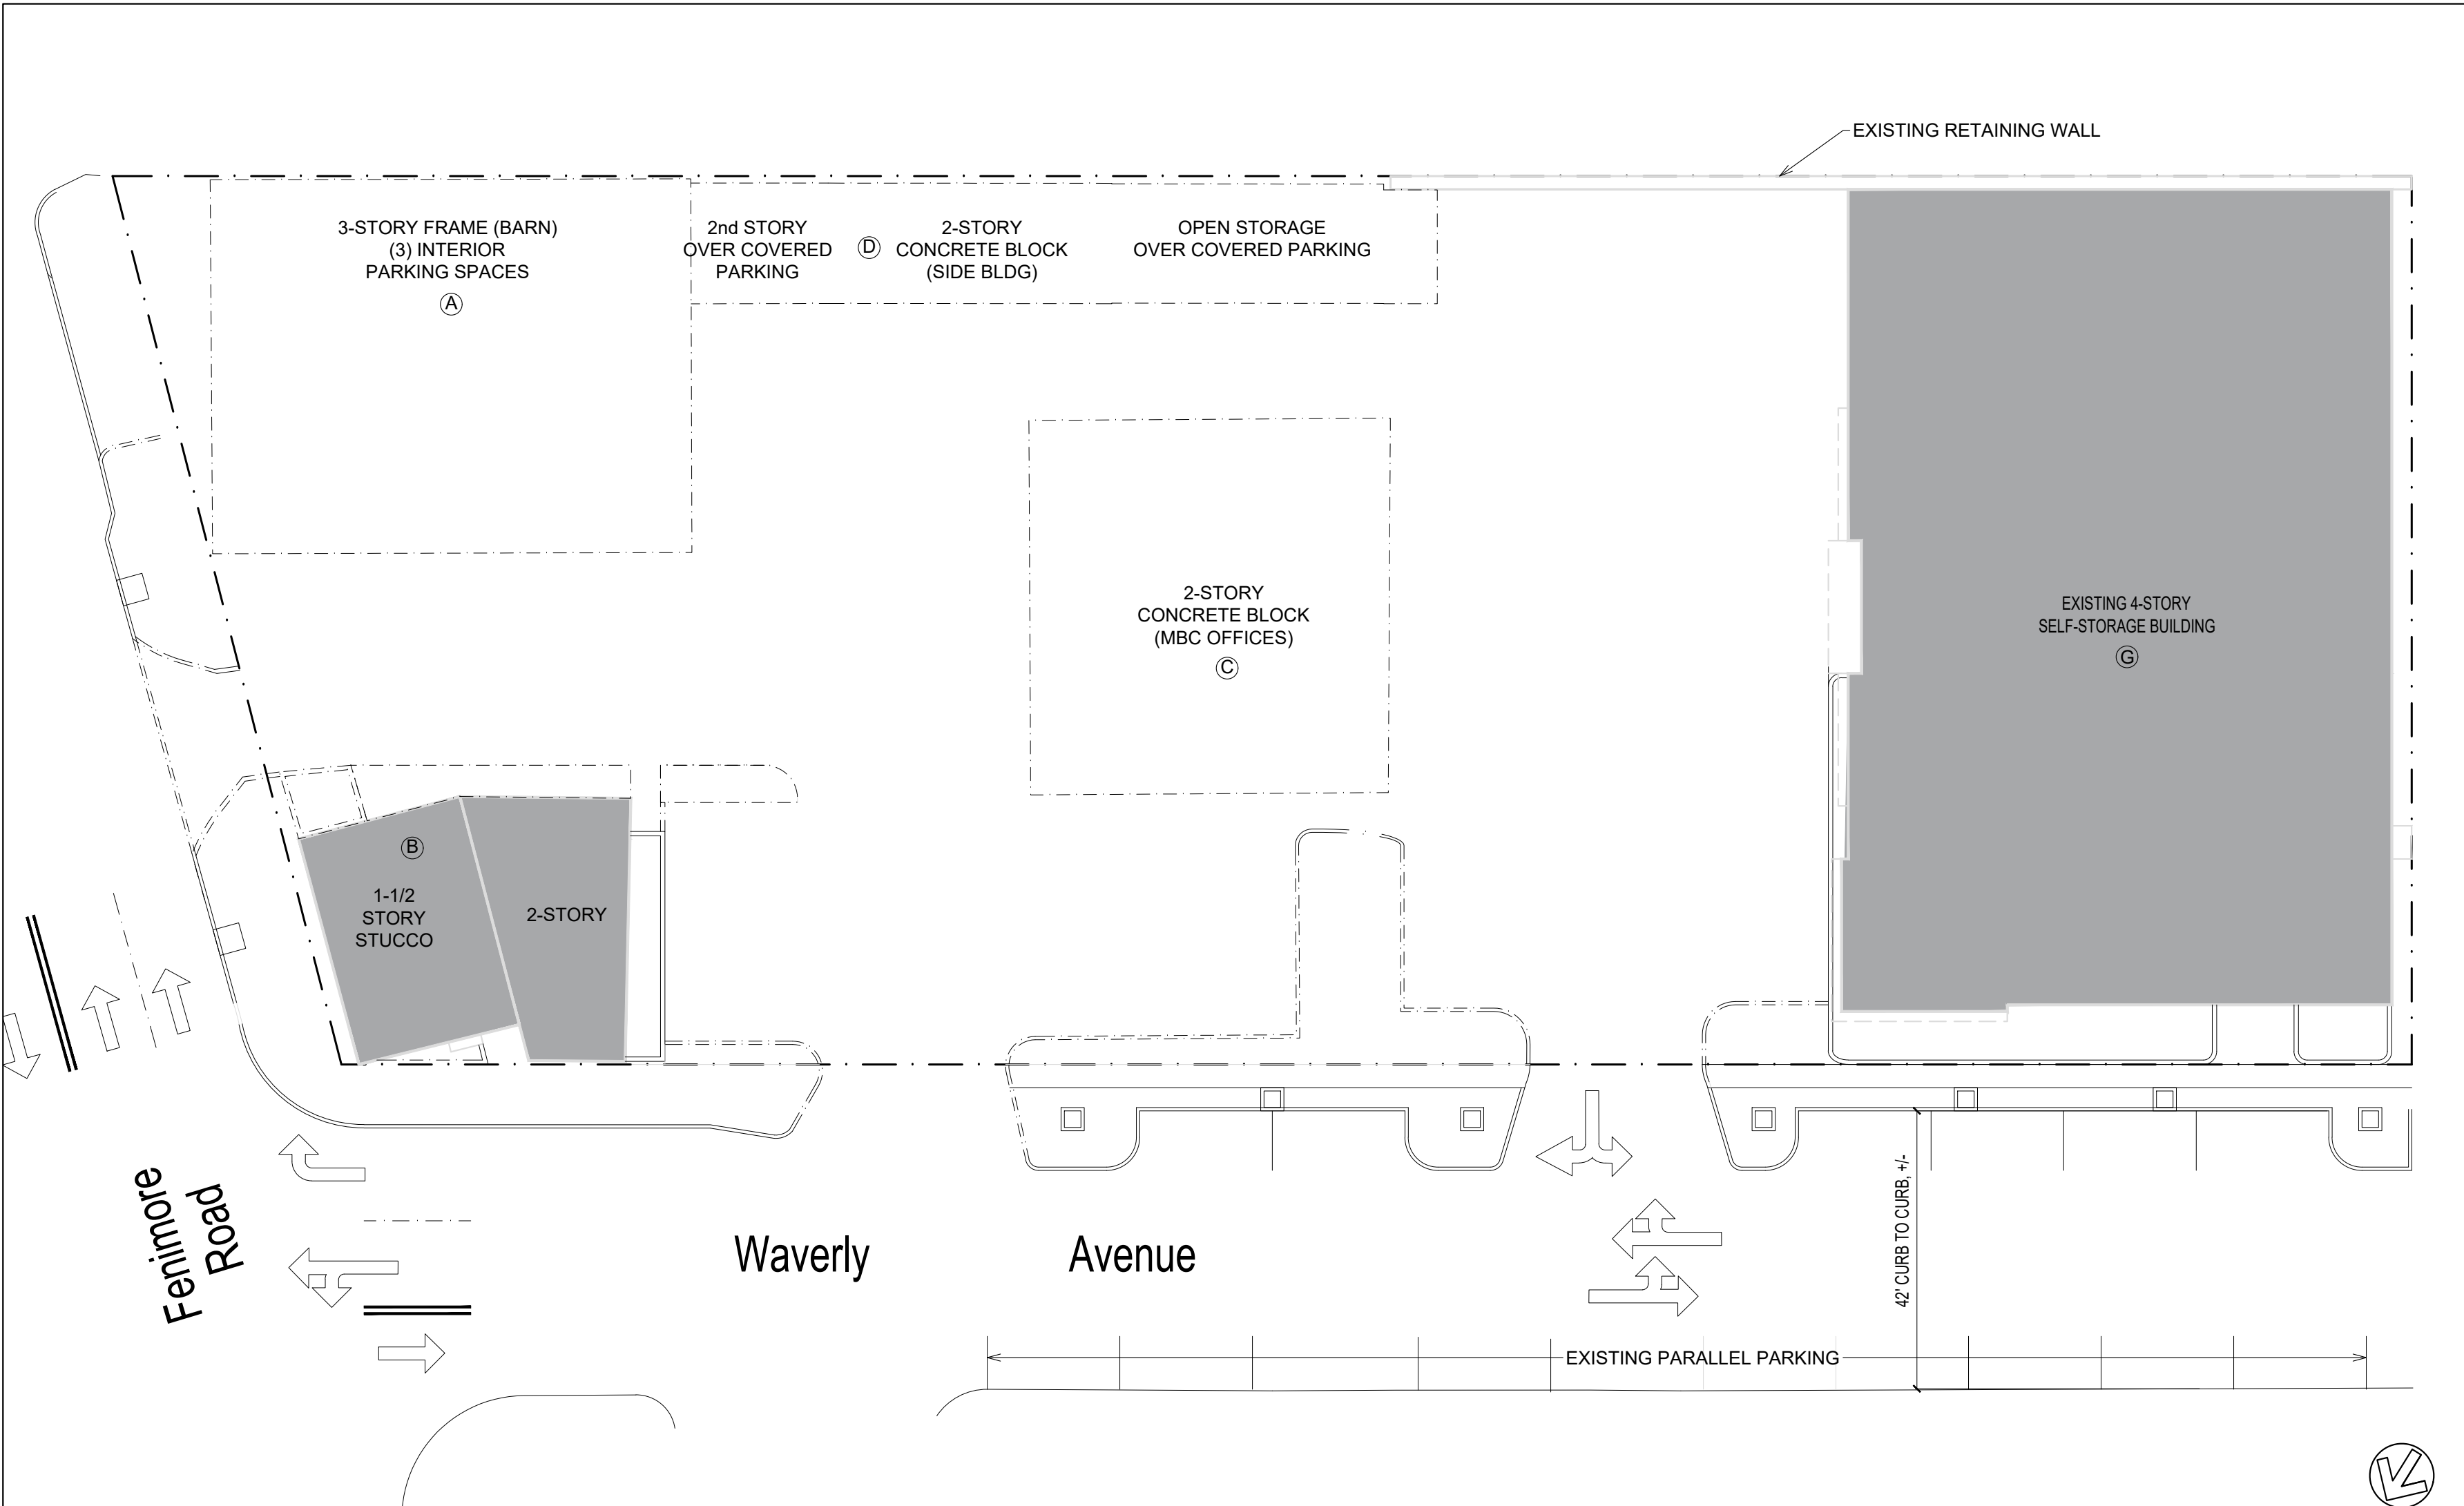 EXISTING RETAINING WALL
3-STORY FRAME (BARN)
(3) INTERIOR
PARKING SPACES
A
2nd STORY
OVER COVERED
PARKING
D
2-STORY
CONCRETE BLOCK
(SIDE BLDG)
OPEN STORAGE
OVER COVERED PARKING
2-STORY
CONCRETE BLOCK
(MBC OFFICES)
C
EXISTING 4-STORY
SELF-STORAGE BUILDING
G
B
1-1/2
STORY
STUCCO
2-STORY
Fenimore
Road
Waverly Avenue
42' CURB TO CURB, +/-
EXISTING PARALLEL PARKING